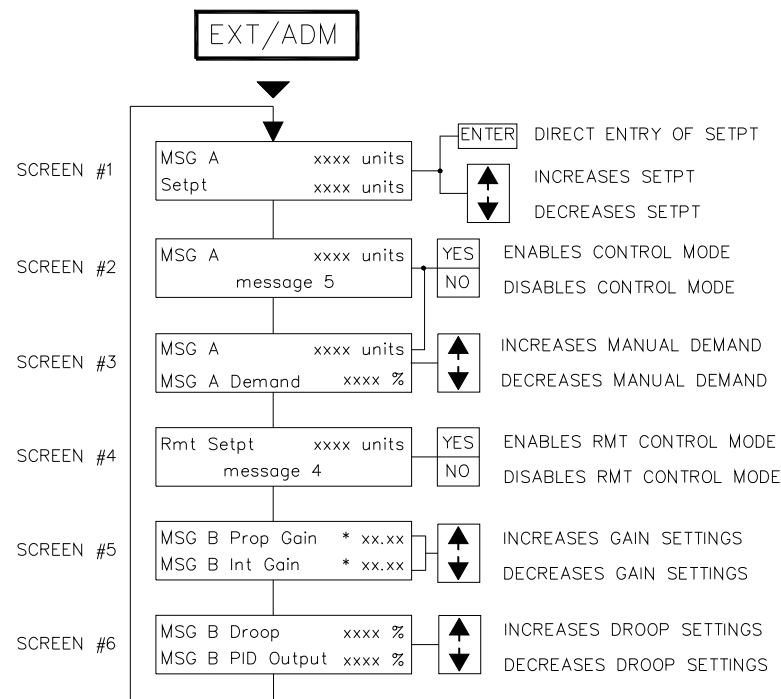 EXT/ADM
SCREEN #1
MSG A xxxx units
Setpt xxxx units
ENTER DIRECT ENTRY OF SETPT
INCREASES SETPT
DECREASES SETPT
SCREEN #2
MSG A xxxx units
message 5
YES ENABLES CONTROL MODE
NO DISABLES CONTROL MODE
SCREEN #3
MSG A xxxx units
MSG A Demand xxxx %
INCREASES MANUAL DEMAND
DECREASES MANUAL DEMAND
SCREEN #4
Rmt Setpt xxxx units
message 4
YES ENABLES RMT CONTROL MODE
NO DISABLES RMT CONTROL MODE
SCREEN #5
MSG B Prop Gain * xx.xx
MSG B Int Gain * xx.xx
INCREASES GAIN SETTINGS
DECREASES GAIN SETTINGS
SCREEN #6
MSG B Droop xxxx %
MSG B PID Output xxxx %
INCREASES DROOP SETTINGS
DECREASES DROOP SETTINGS